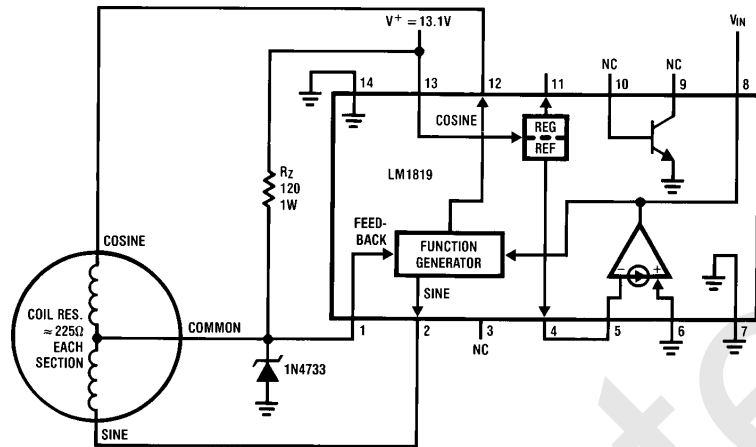 V+ = 13.1V
VIN
NC
NC
14
13
12
11
10
9
8
COSINE
REG
REF
RZ
120
1W
LM1819
FEED-
BACK
FUNCTION
GENERATOR
COSINE
SINE
− +
COIL RES.
≈ 225Ω
EACH
SECTION
COMMON
1
2
3
4
5
6
7
NC
1N4733
SINE